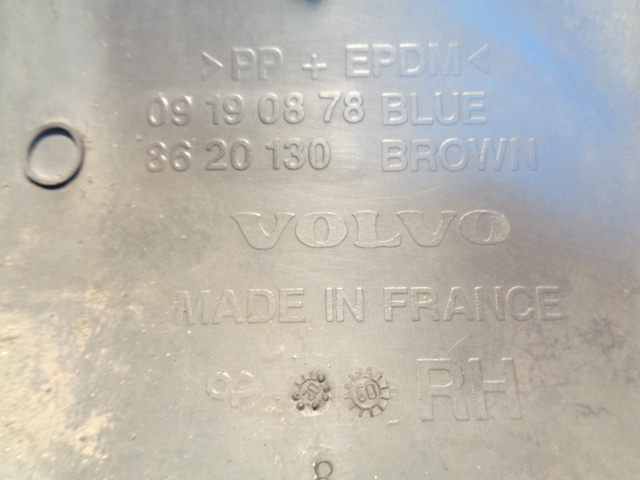 >PP + EPDM<
09 19 08 78 BLUE
86 20 130 BROWN
VOLVO
MADE IN FRANCE
RH